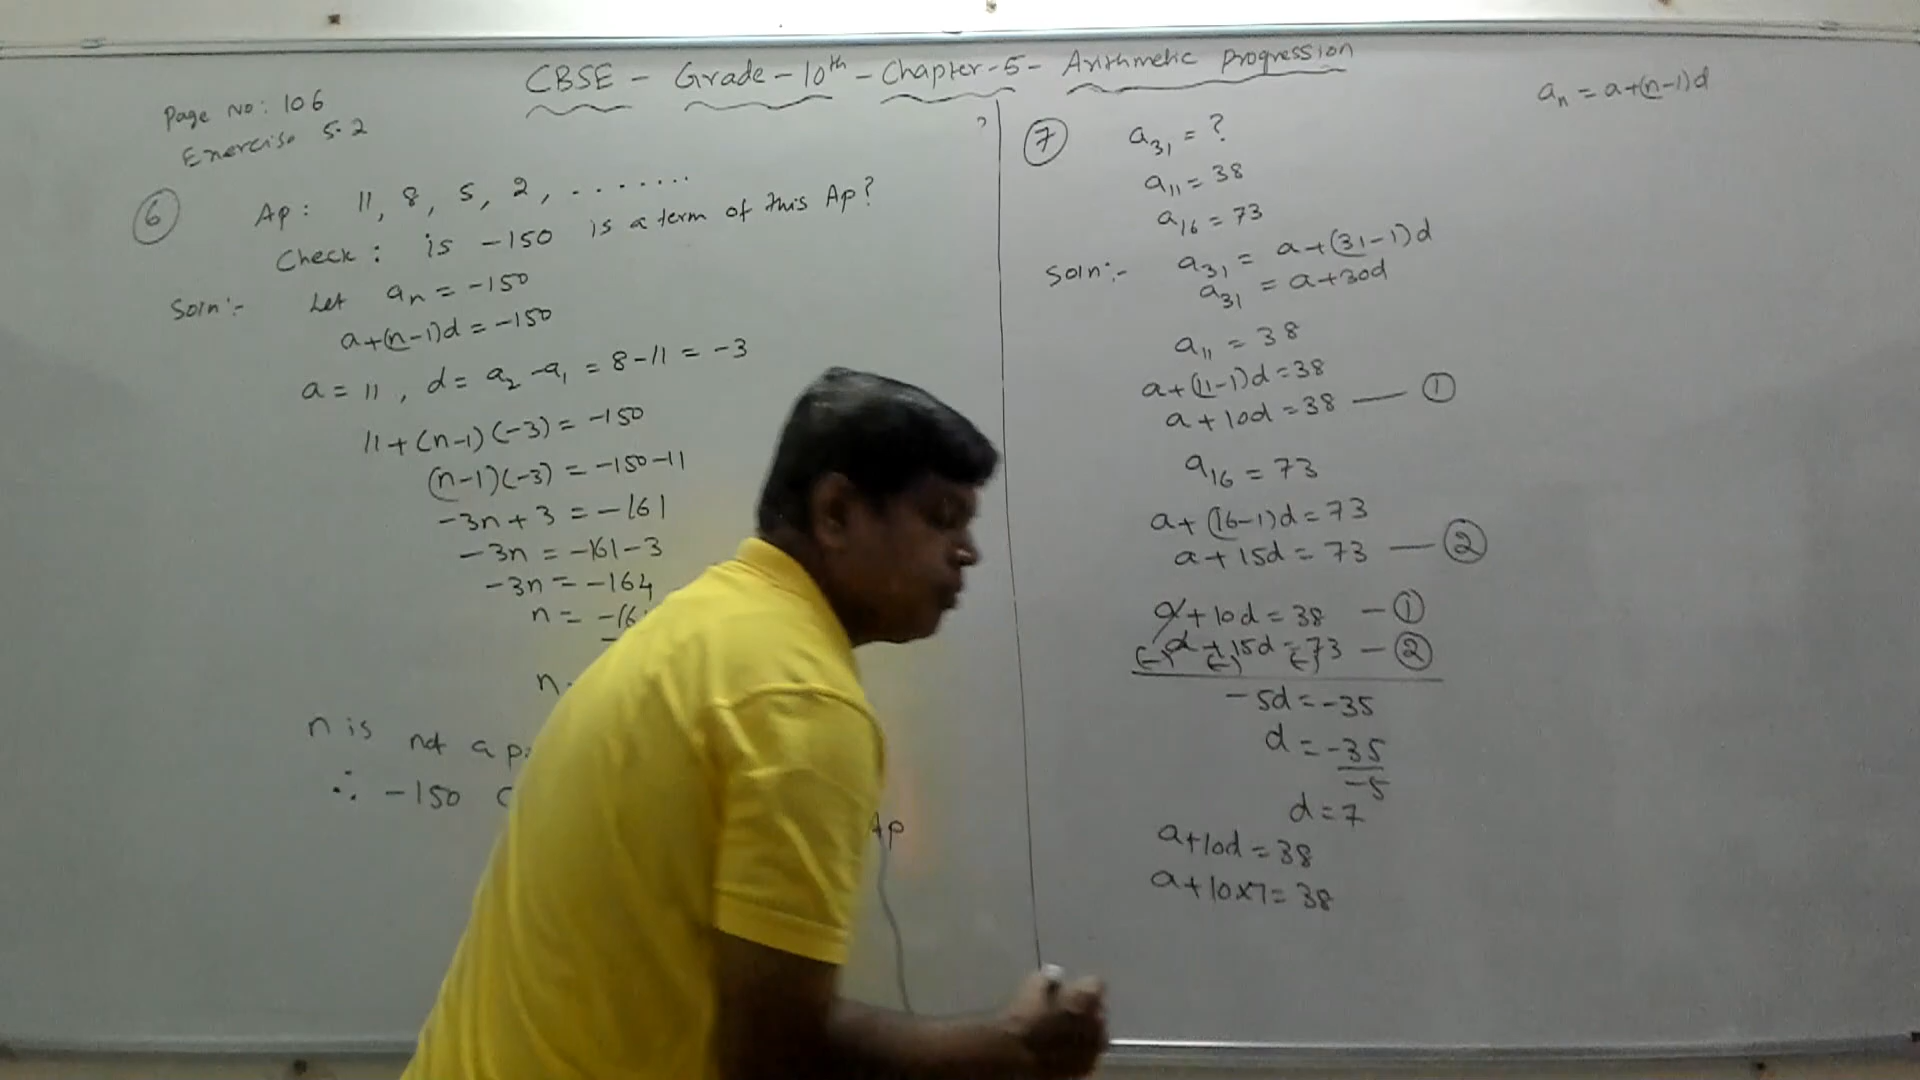 CBSE - Grade - 10th - Chapter-5 - Arithmetic progression
Page No: 106
Exercise 5.2
6
Ap: 11, 8, 5, 2, .......
Check: is -150 is a term of this Ap?
Soln:- Let an = -150
a+(n-1)d = -150
a = 11, d = a2 - a1 = 8-11 = -3
11+(n-1)(-3) = -150
(n-1)(-3) = -150-11
-3n+3 = -161
-3n = -161-3
-3n = -164
n = -16
n
n is not a p
∴ -150
Ap
7
a31 = ?
a11 = 38
a16 = 73
Soln:- a31 = a+(31-1)d
a31 = a+30d
a11 = 38
a+(11-1)d=38
a+10d=38 — 1
a16 = 73
a+(16-1)d=73
a+15d=73 — 2
a+10d=38 - 1
(-)a +(-)15d =(-)73 - 2
-5d=-35
d = -35
-5
d=7
a+10d=38
a+10×7=38
an = a+(n-1)d